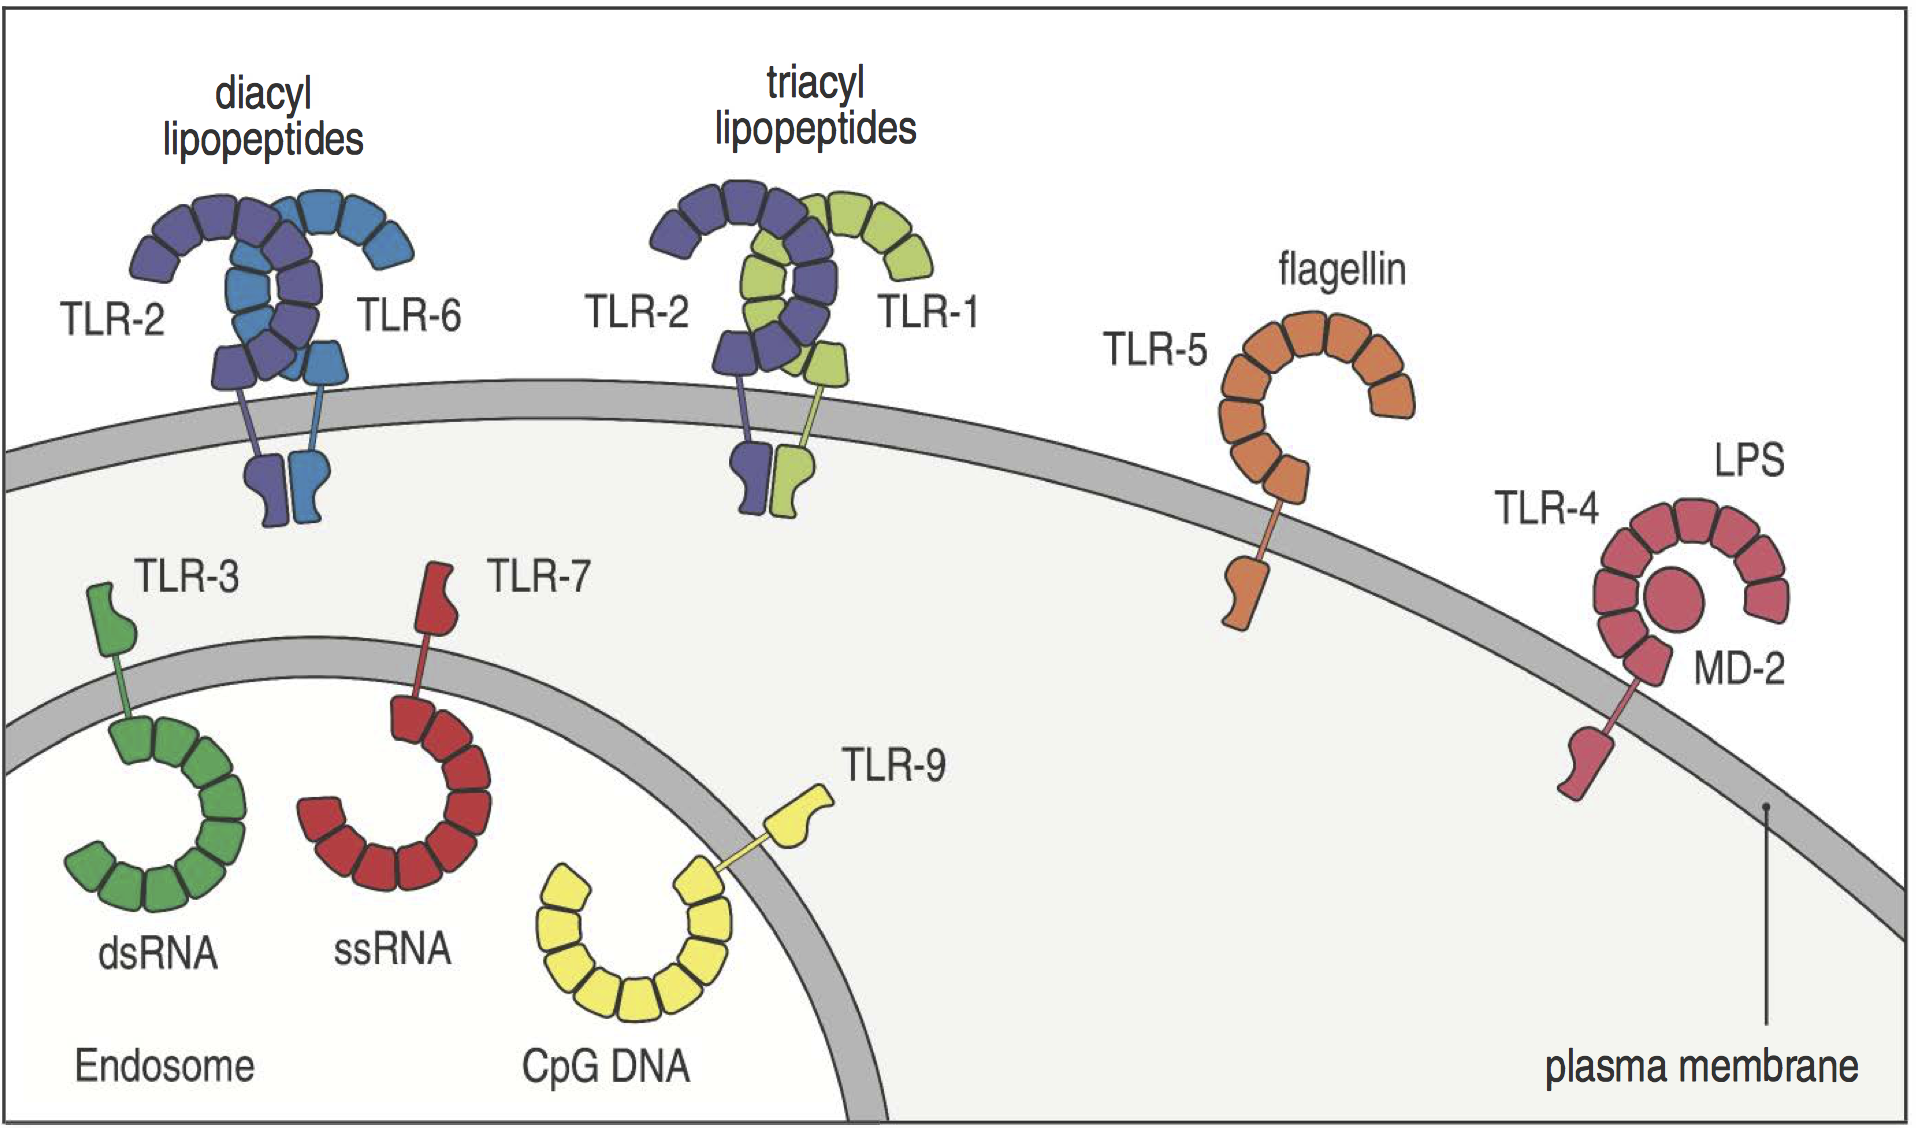 diacyl
lipopeptides
triacyl
lipopeptides
TLR-2
TLR-6
TLR-2
TLR-1
flagellin
TLR-5
LPS
TLR-4
MD-2
TLR-3
TLR-7
TLR-9
dsRNA
ssRNA
Endosome
CpG DNA
plasma membrane